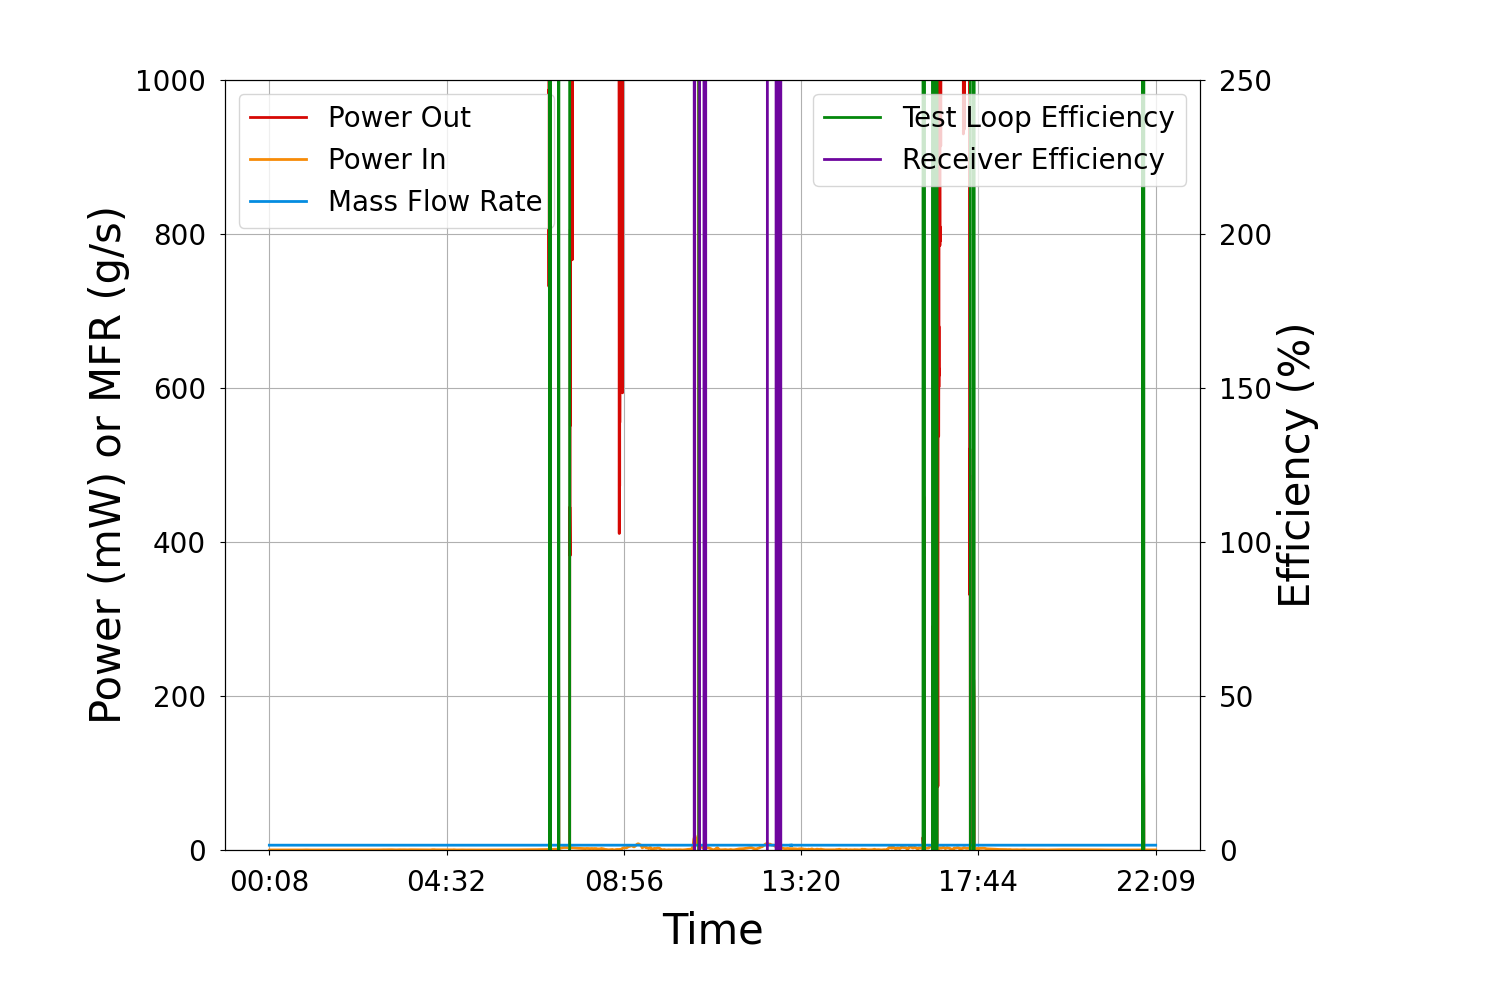 1000
800
600
400
200
0
Power (mW) or MFR (g/s)
Power Out
Power In
Mass Flow Rate
Test Loop Efficiency
Receiver Efficiency
250
200
150
100
50
0
Efficiency (%)
00:08 04:32 08:56 13:20 17:44 22:09
Time